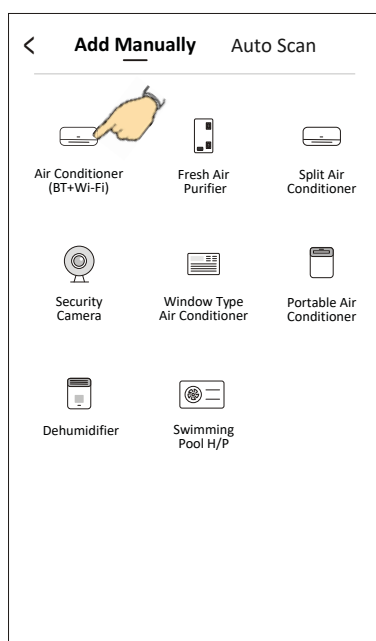 Add Manually Auto Scan
Air Conditioner Fresh Air Split Air
(BT+Wi-Fi) Purifier Conditioner
Security Window Type Portable Air
Camera Air Conditioner Conditioner
Dehumidifier Swimming
Pool H/P